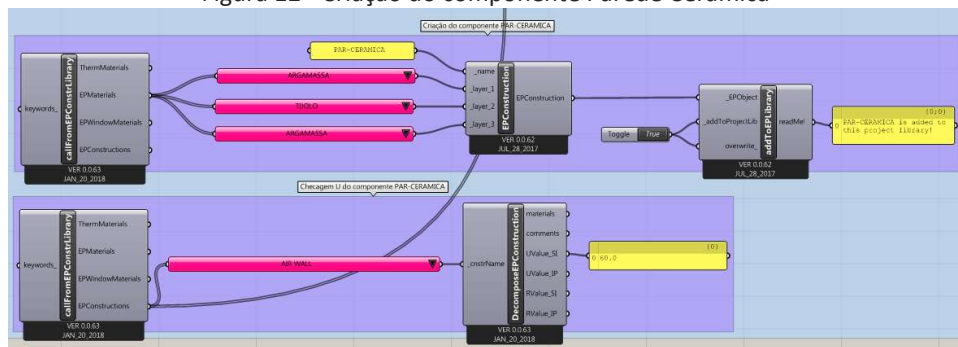 Figura 22 - Criação do componente Parede Cerâmica
Criação do componente PAR-CERAMICA
keywords_
callFromEPConstrLibrary
ThermMaterials
EPMaterials
EPWindowMaterials
EPConstructions
VER 0.0.63
JAN_20_2018
PAR-CERAMICA
ARGAMASSA
TIJOLO
ARGAMASSA
_name
_layer_1
_layer_2
_layer_3
EPConstruction
EPConstruction
VER 0.0.62
JUL_28_2017
Toggle True
_EPObject
_addToProjectLib
overwrite_
addToEPLibrary
readMe!
VER 0.0.62
JUL_28_2017
{0;0}
0 PAR-CERAMICA is added to
this project library!
Checagem U do componente PAR-CERAMICA
keywords_
callFromEPConstrLibrary
ThermMaterials
EPMaterials
EPWindowMaterials
EPConstructions
VER 0.0.63
JAN_20_2018
AIR WALL
_cnstrName
DecomposeEPConstruction
materials
comments
UValue_SI
UValue_IP
RValue_SI
RValue_IP
VER 0.0.63
JAN_20_2018
{0}
0 60.0